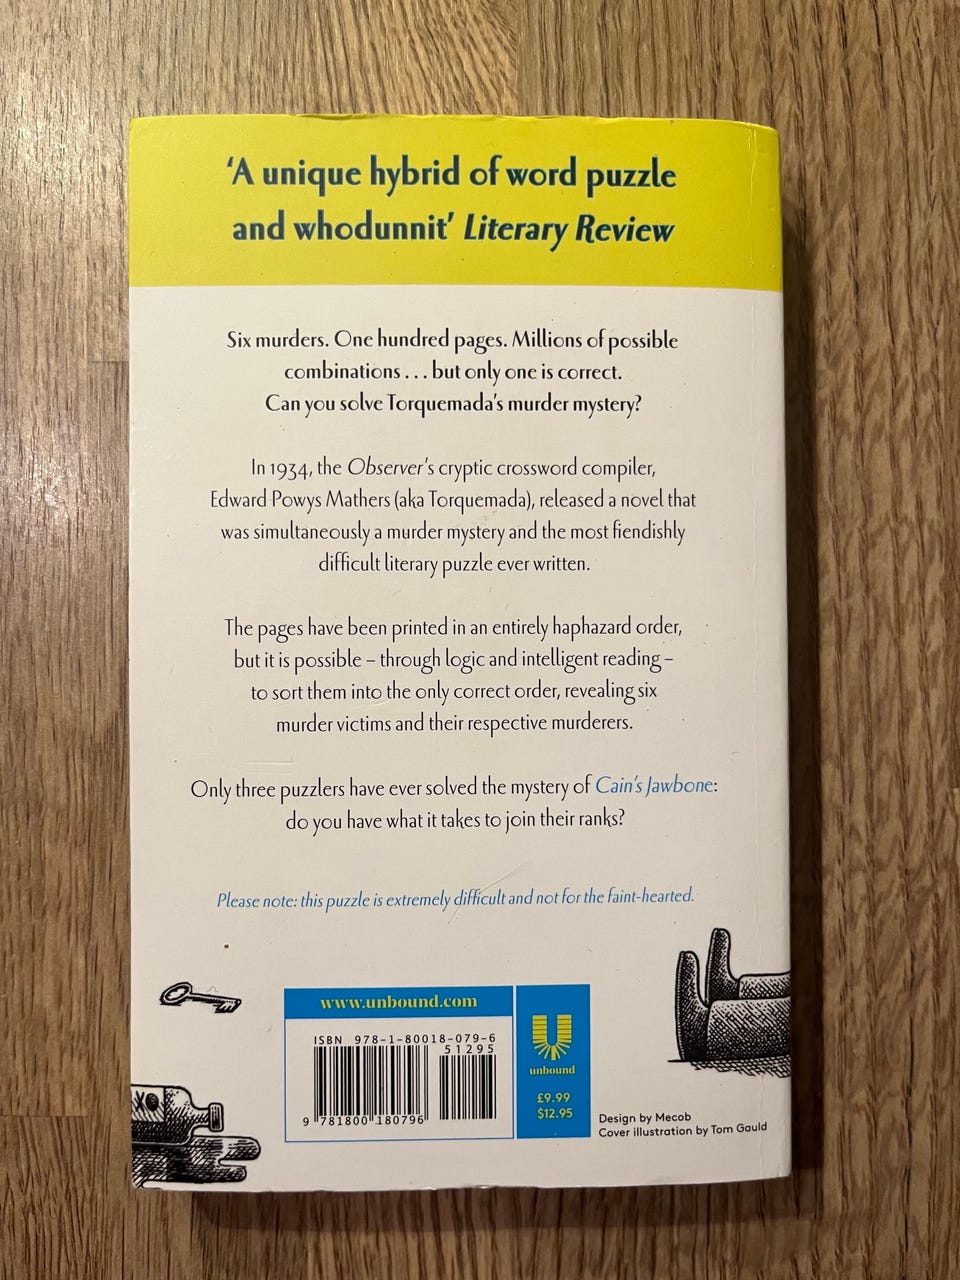 ‘A unique hybrid of word puzzle
and whodunnit’ Literary Review
Six murders. One hundred pages. Millions of possible
combinations . . . but only one is correct.
Can you solve Torquemada’s murder mystery?
In 1934, the Observer’s cryptic crossword compiler,
Edward Powys Mathers (aka Torquemada), released a novel that
was simultaneously a murder mystery and the most fiendishly
difficult literary puzzle ever written.
The pages have been printed in an entirely haphazard order,
but it is possible – through logic and intelligent reading –
to sort them into the only correct order, revealing six
murder victims and their respective murderers.
Only three puzzlers have ever solved the mystery of Cain’s Jawbone:
do you have what it takes to join their ranks?
Please note: this puzzle is extremely difficult and not for the faint-hearted.
www.unbound.com
ISBN 978-1-80018-079-6
51295
9 781800 180796
unbound
£9.99
$12.95
Design by Mecob
Cover illustration by Tom Gauld
XO